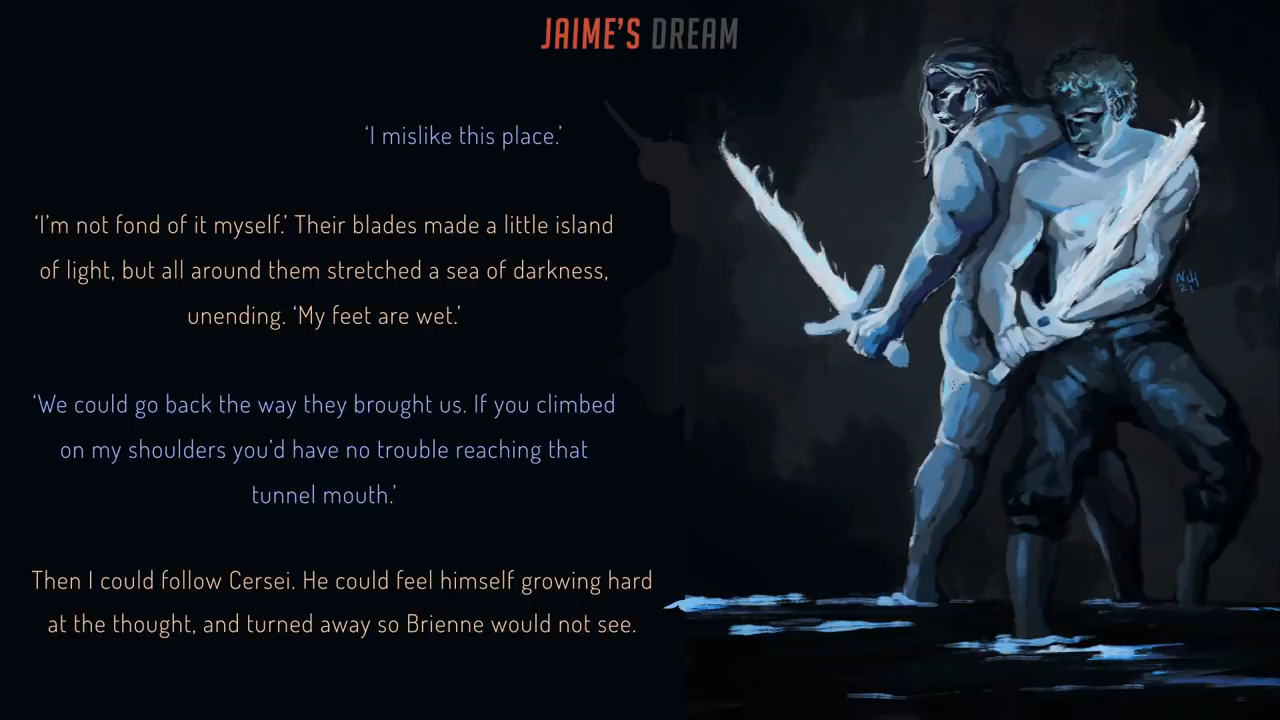 JAIME'S DREAM
‘I mislike this place.’
‘I’m not fond of it myself.’ Their blades made a little island
of light, but all around them stretched a sea of darkness,
unending. ‘My feet are wet.’
‘We could go back the way they brought us. If you climbed
on my shoulders you’d have no trouble reaching that
tunnel mouth.’
Then I could follow Cersei. He could feel himself growing hard
at the thought, and turned away so Brienne would not see.